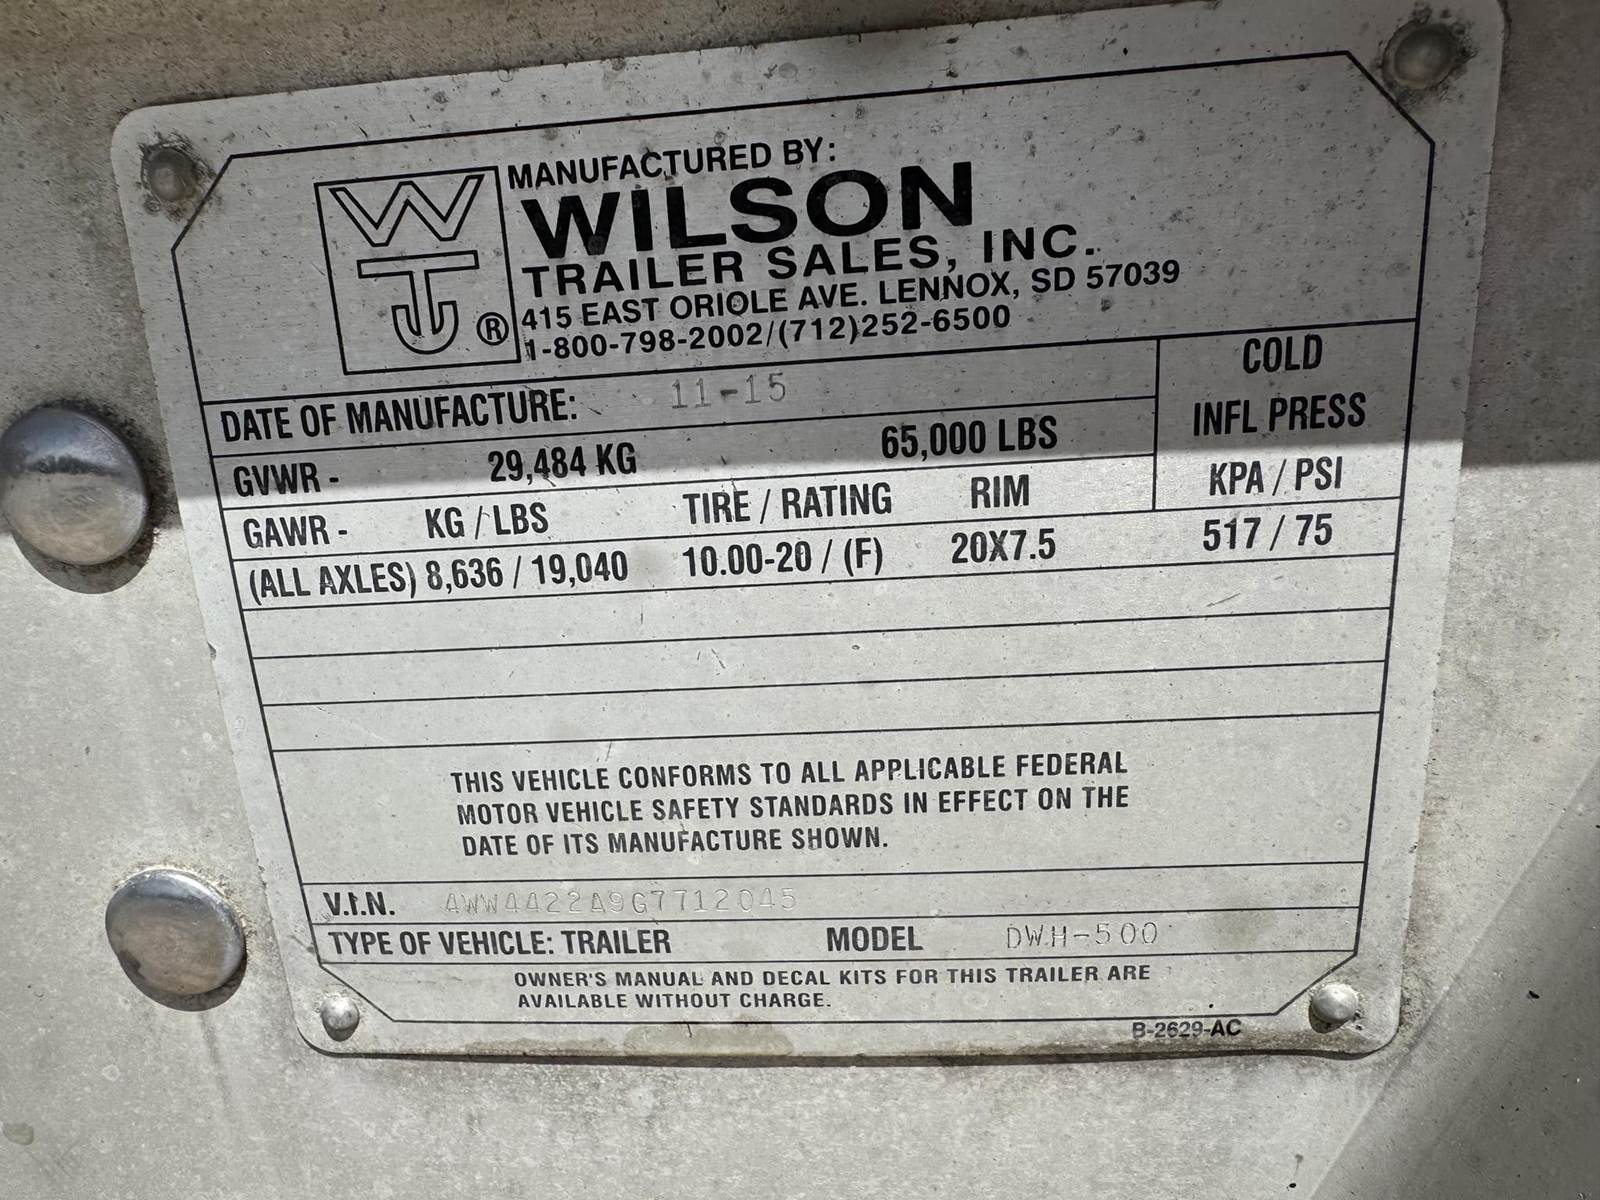 MANUFACTURED BY:
WILSON
TRAILER SALES, INC.
415 EAST ORIOLE AVE. LENNOX, SD 57039
1-800-798-2002/(712)252-6500
WTJ ®
DATE OF MANUFACTURE: 11-15
GVWR - 29,484 KG 65,000 LBS
COLD
INFL PRESS
GAWR - KG / LBS TIRE / RATING RIM KPA / PSI
(ALL AXLES) 8,636 / 19,040 10.00-20 / (F) 20X7.5 517 / 75
THIS VEHICLE CONFORMS TO ALL APPLICABLE FEDERAL
MOTOR VEHICLE SAFETY STANDARDS IN EFFECT ON THE
DATE OF ITS MANUFACTURE SHOWN.
V.I.N. 4WW4422A9G7712045
TYPE OF VEHICLE: TRAILER MODEL DWH-500
OWNER'S MANUAL AND DECAL KITS FOR THIS TRAILER ARE
AVAILABLE WITHOUT CHARGE.
B-2629-AC